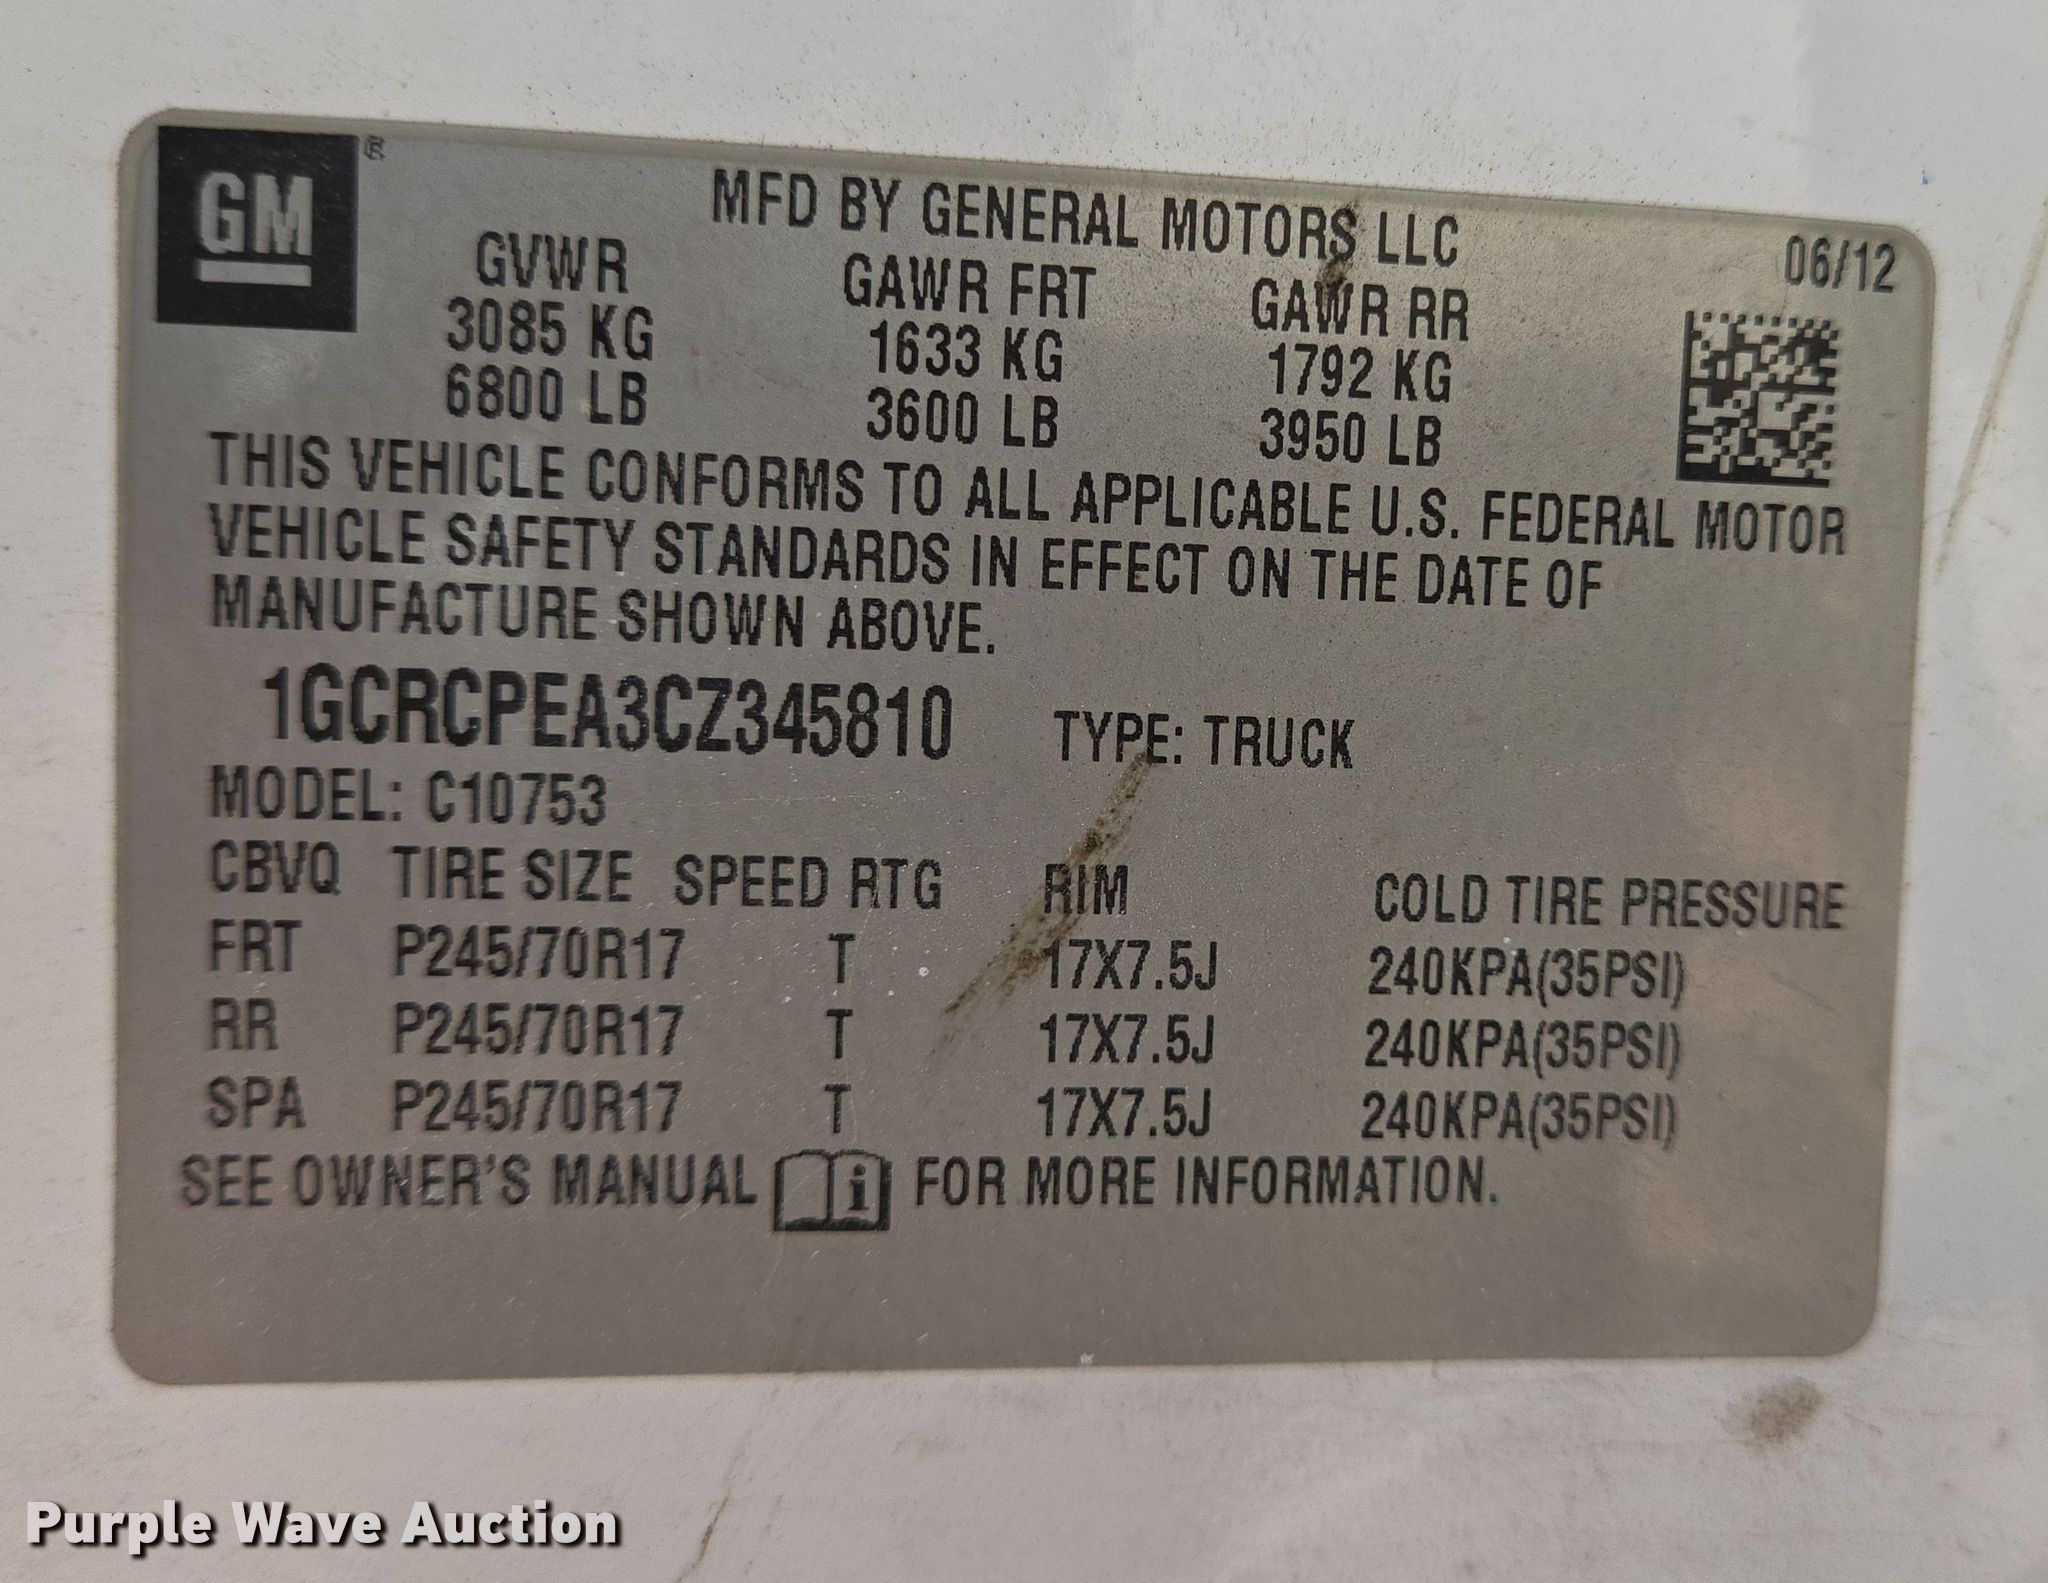 GM ®
MFD BY GENERAL MOTORS LLC
06/12
GVWR GAWR FRT GAWR RR
3085 KG 1633 KG 1792 KG
6800 LB 3600 LB 3950 LB
THIS VEHICLE CONFORMS TO ALL APPLICABLE U.S. FEDERAL MOTOR
VEHICLE SAFETY STANDARDS IN EFFECT ON THE DATE OF
MANUFACTURE SHOWN ABOVE.
1GCRCPEA3CZ345810 TYPE: TRUCK
MODEL: C10753
CBVQ TIRE SIZE SPEED RTG RIM COLD TIRE PRESSURE
FRT P245/70R17 T 17X7.5J 240KPA(35PSI)
RR P245/70R17 T 17X7.5J 240KPA(35PSI)
SPA P245/70R17 T 17X7.5J 240KPA(35PSI)
SEE OWNER'S MANUAL i FOR MORE INFORMATION.
Purple Wave Auction